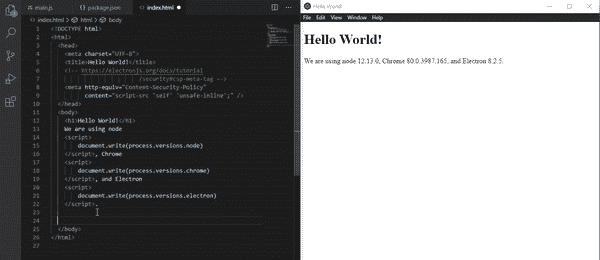 main.js package.json index.html ●
index.html > html > body
1 <!DOCTYPE html>
2 <html>
3 <head>
4 <meta charset="UTF-8">
5 <title>Hello World!</title>
6 <!-- https://electronjs.org/docs/tutorial
7 /security#csp-meta-tag -->
8 <meta http-equiv="Content-Security-Policy"
9 content="script-src 'self' 'unsafe-inline';" />
10 </head>
11 <body>
12 <h1>Hello World!</h1>
13 We are using node
14 <script>
15 document.write(process.versions.node)
16 </script>, Chrome
17 <script>
18 document.write(process.versions.chrome)
19 </script>, and Electron
20 <script>
21 document.write(process.versions.electron)
22 </script>.
23
24
25 </body>
26 </html>
27
Hello World!
File Edit View Window Help
Hello World!
We are using node 12.13.0, Chrome 80.0.3987.165, and Electron 8.2.5.